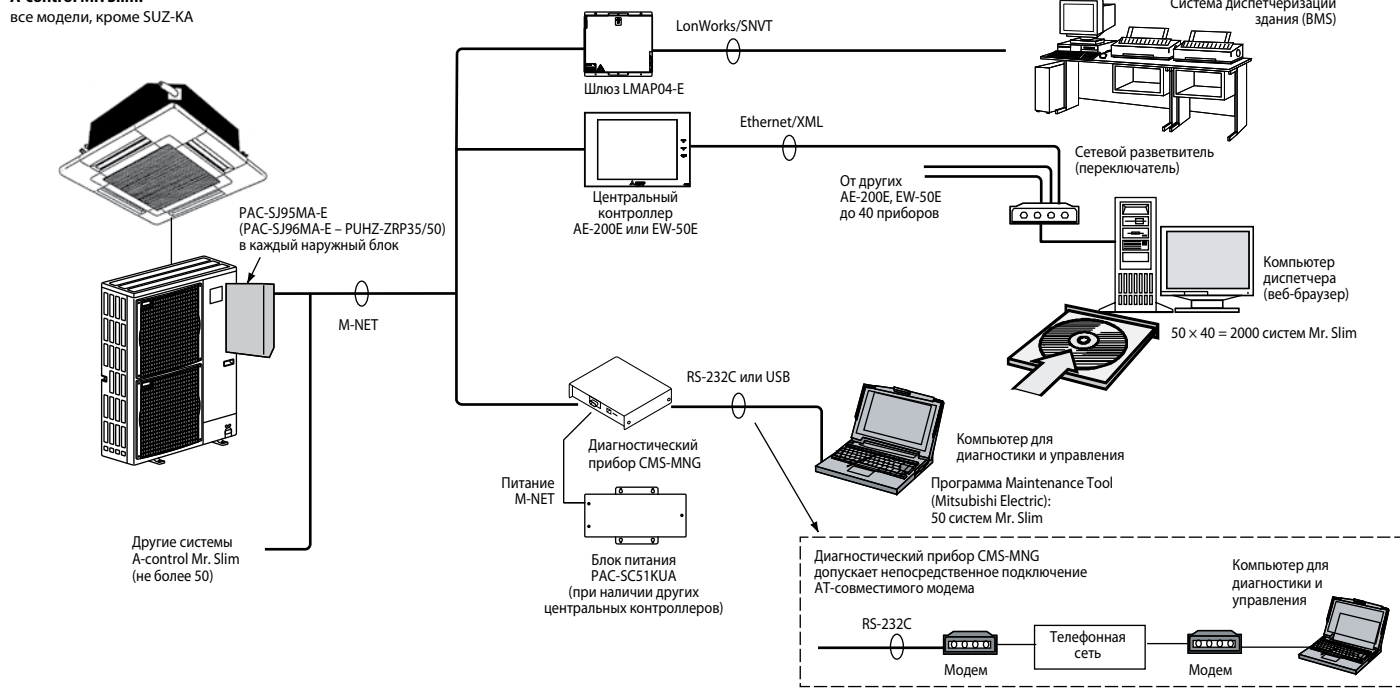 A-control Mr. Slim:
все модели, кроме SUZ-KA
PAC-SJ95MA-E
(PAC-SJ96MA-E – PUHZ-ZRP35/50)
в каждый наружный блок
M-NET
Другие системы
A-control Mr. Slim
(не более 50)
LonWorks/SNVT
Шлюз LMAP04-E
Система диспетчеризации
здания (BMS)
Ethernet/XML
Центральный
контроллер
AE-200E или EW-50E
Сетевой разветвитель
(переключатель)
От других
AE-200E, EW-50E
до 40 приборов
Компьютер
диспетчера
(веб-браузер)
50 × 40 = 2000 систем Mr. Slim
RS-232C или USB
Диагностический
прибор CMS-MNG
Питание
M-NET
Блок питания
PAC-SC51KUA
(при наличии других
центральных контроллеров)
Компьютер для
диагностики и управления
Программа Maintenance Tool
(Mitsubishi Electric):
50 систем Mr. Slim
Диагностический прибор CMS-MNG
допускает непосредственное подключение
AT-совместимого модема
RS-232C
Модем
Телефонная
сеть
Модем
Компьютер для
диагностики и
управления